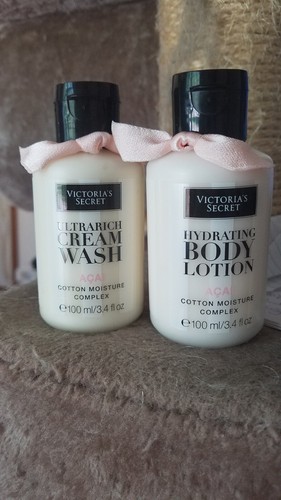 VICTORIA'S
SECRET
ULTRARICH
CREAM
WASH
AÇAÍ
COTTON MOISTURE
COMPLEX
℮100 ml/3.4 fl oz
VICTORIA'S
SECRET
HYDRATING
BODY
LOTION
AÇAÍ
COTTON MOISTURE
COMPLEX
℮100 ml/3.4 fl oz